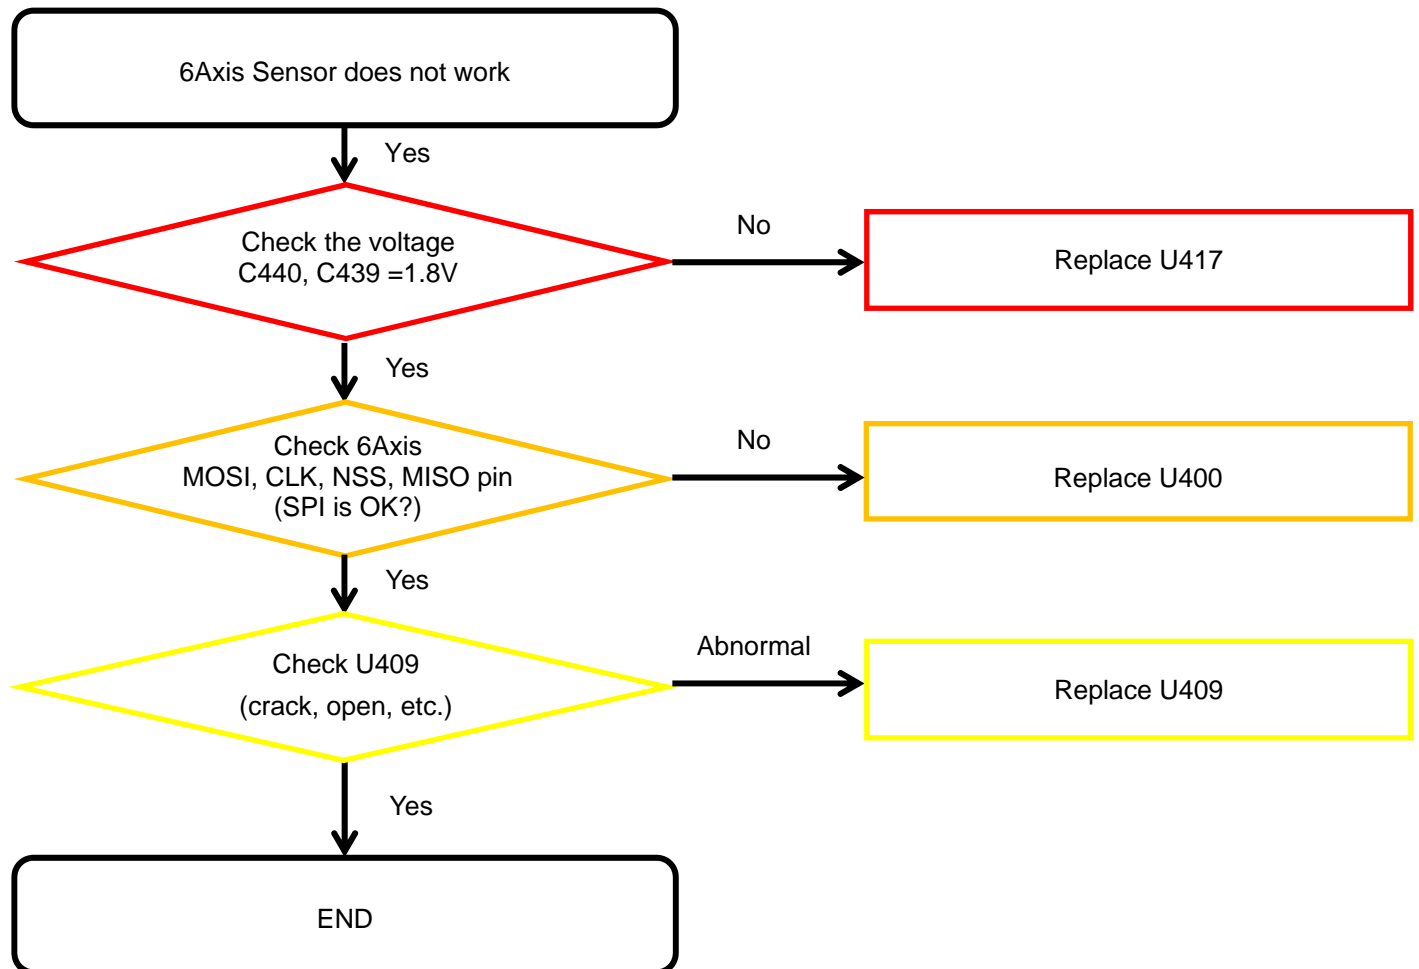 6Axis Sensor does not work
Yes
Check the voltage
C440, C439 =1.8V
No
Replace U417
Yes
Check 6Axis
MOSI, CLK, NSS, MISO pin
(SPI is OK?)
No
Replace U400
Yes
Check U409
(crack, open, etc.)
Abnormal
Replace U409
Yes
END